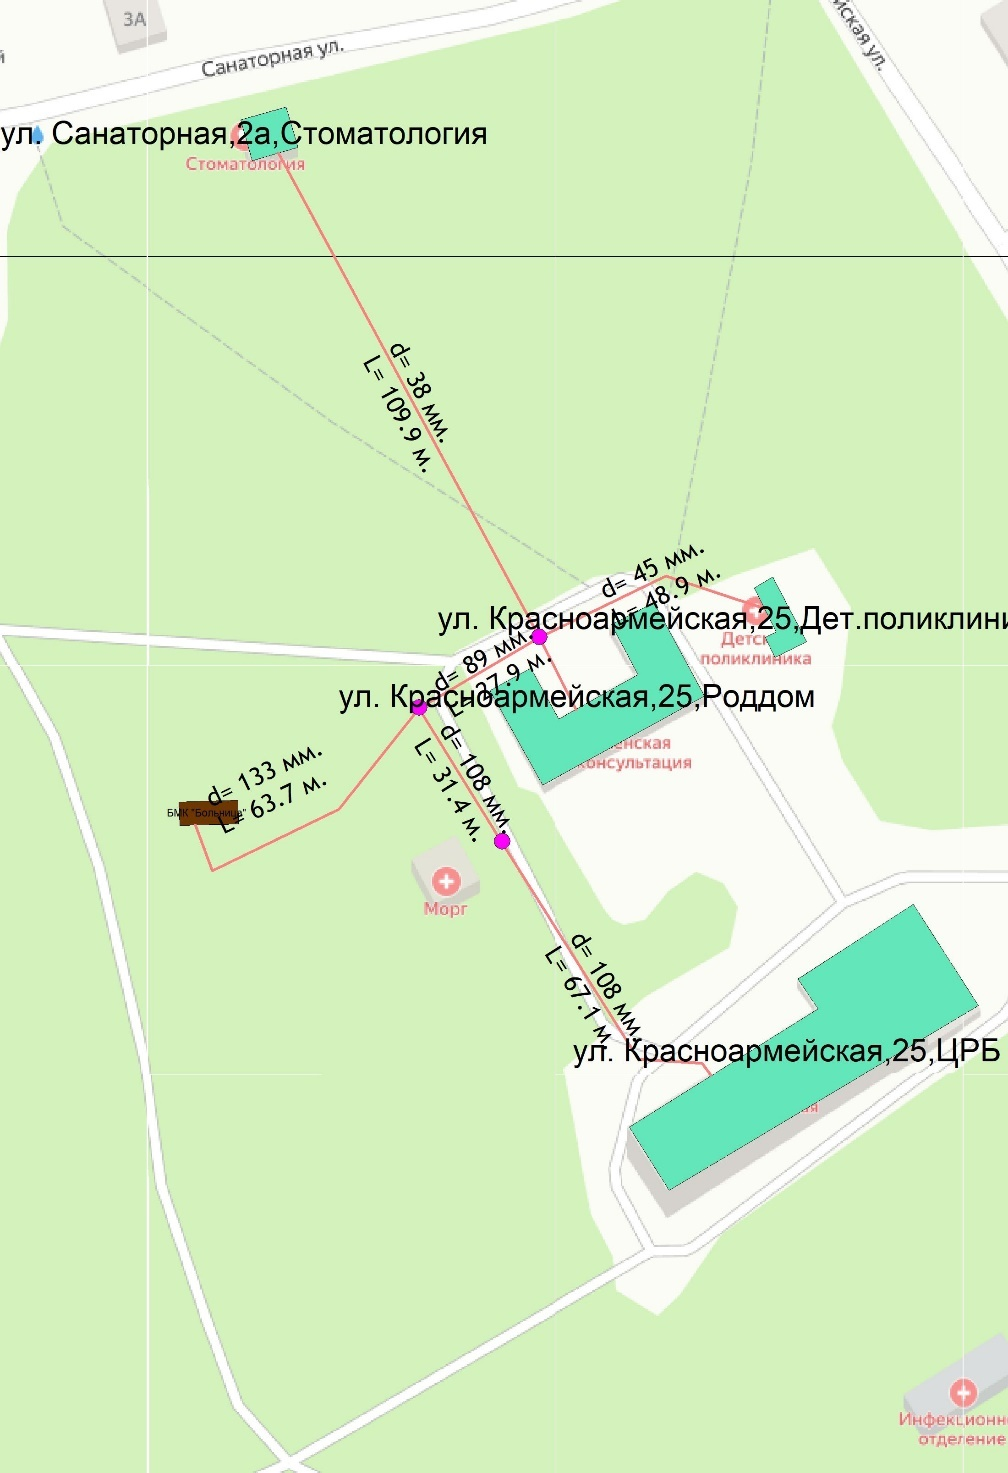 3А
й
Санаторная ул.
йская ул.
ул. Санаторная,2а,Стоматология
Стоматология
d= 38 мм.
L= 109.9 м.
d= 45 мм.
L= 48.9 м.
ул. Красноармейская,25,Дет.поликлини
Детск
поликлиника
d= 89 мм.
L= 27.9 м.
ул. Красноармейская,25,Роддом
енская
консультация
d= 108 мм.
L= 31.4 м.
d= 133 мм.
L= 63.7 м.
БМК "Больница"
Морг
d= 108 мм.
L= 67.1 м.
ул. Красноармейская,25,ЦРБ
ая
Инфекционн
отделение